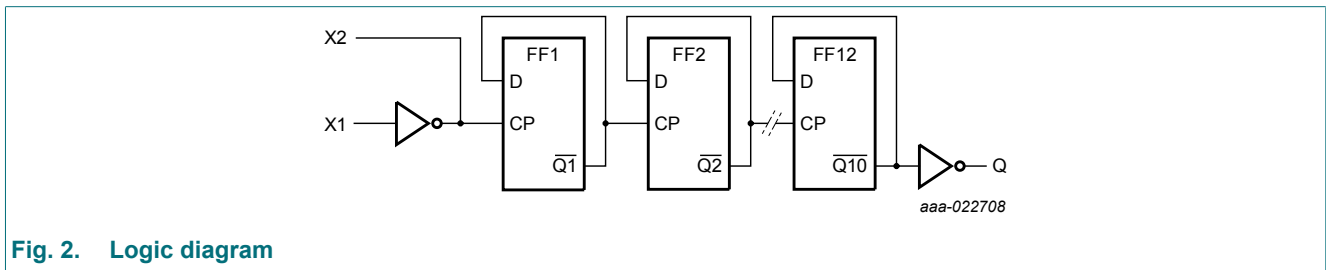 X2
FF1
FF2
FF12
D
D
D
X1
CP
CP
CP
Q1
Q2
Q10
Q
aaa-022708
Fig. 2. Logic diagram